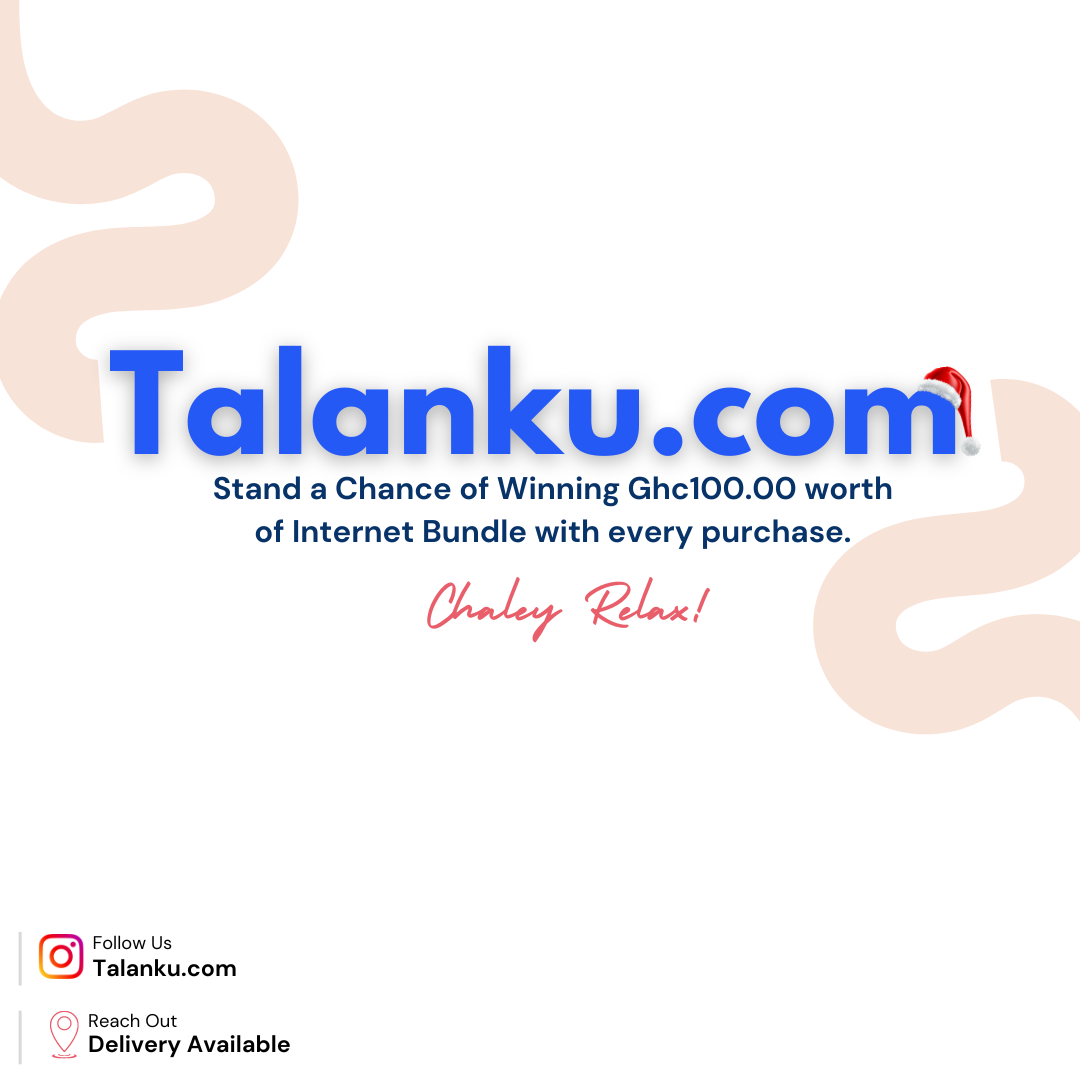 Talanku.com
Stand a Chance of Winning Ghc100.00 worth
of Internet Bundle with every purchase.
Chaley Relax!
Follow Us
Talanku.com
Reach Out
Delivery Available